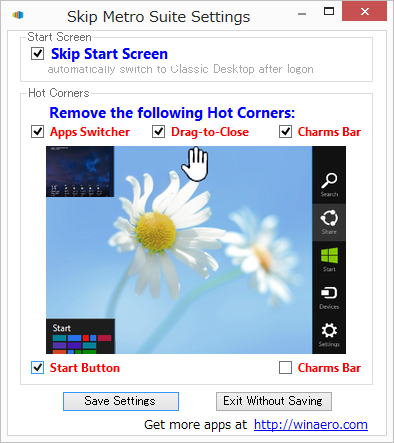 Skip Metro Suite Settings
Start Screen
Skip Start Screen
automatically switch to Classic Desktop after logon
Hot Corners
Remove the following Hot Corners:
Apps Switcher Drag-to-Close Charms Bar
Search
Share
Start
Devices
Settings
Start
Start Button Charms Bar
Save Settings Exit Without Saving
Get more apps at http://winaero.com